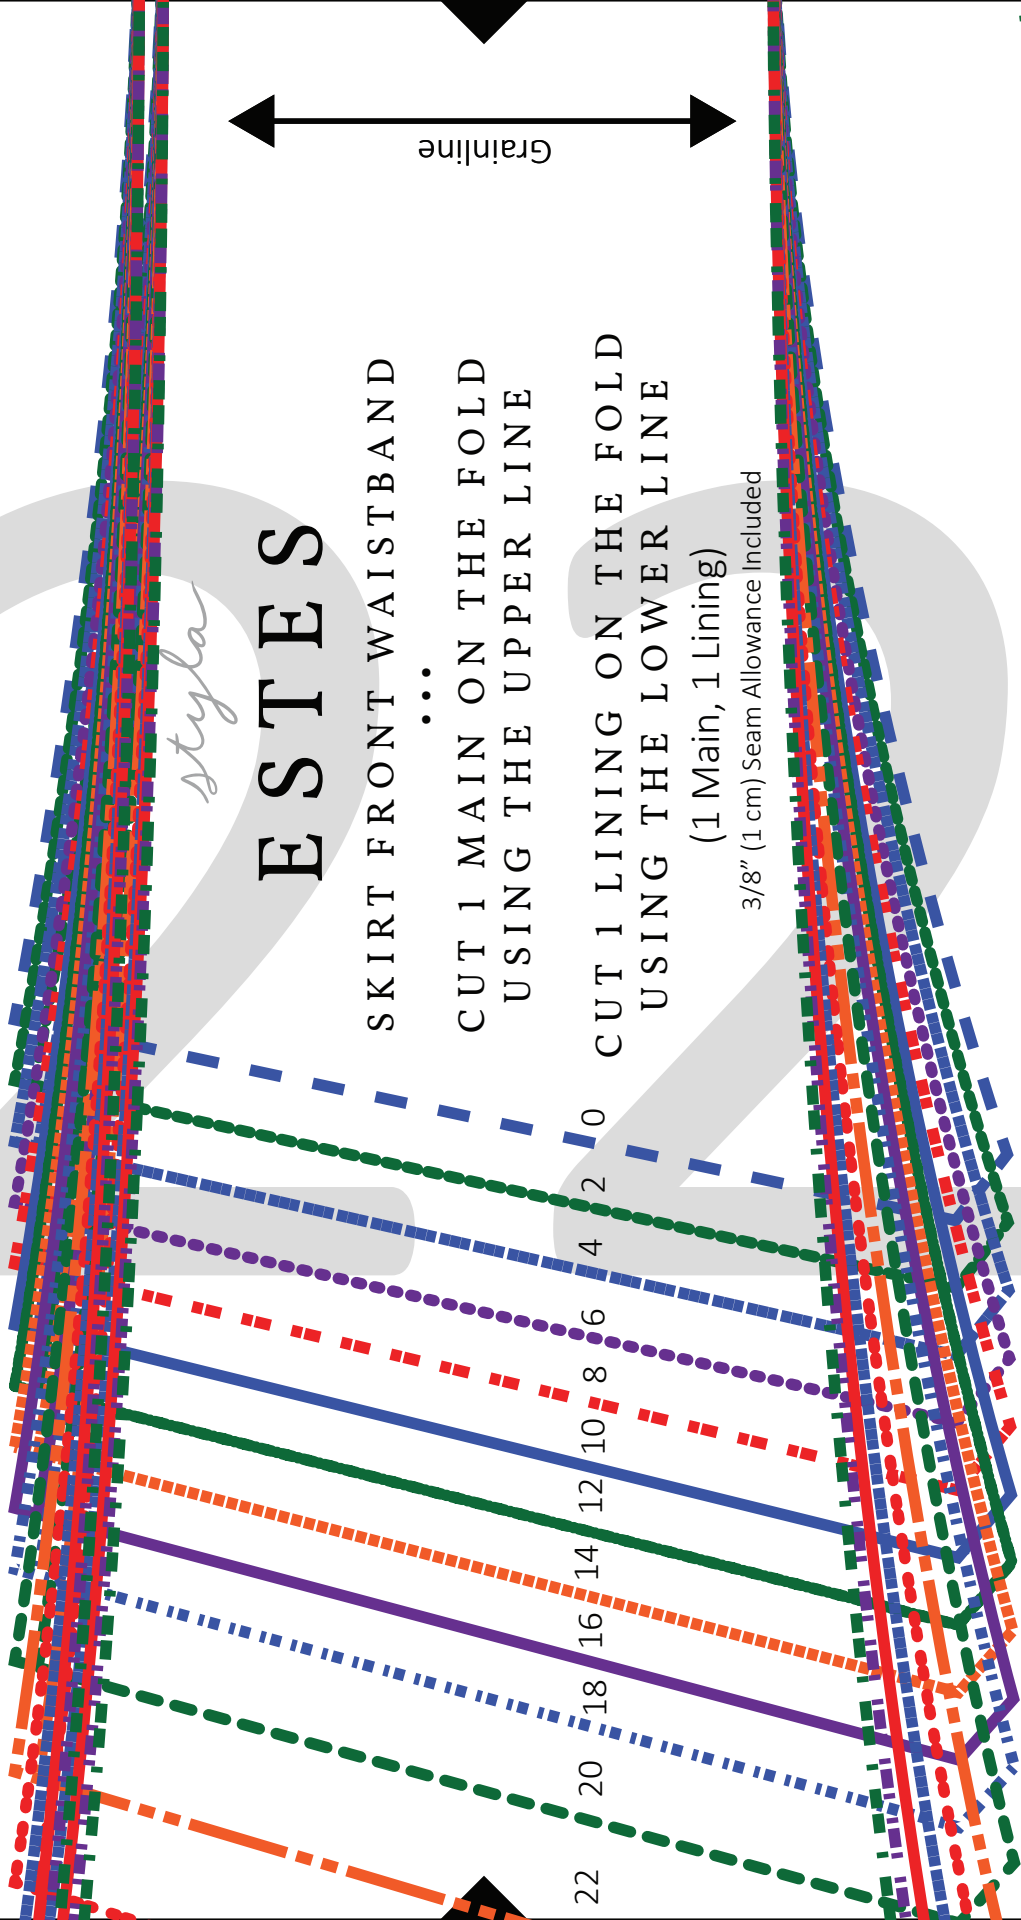 Grainline
styla
ESTES
SKIRT FRONT WAISTBAND
...
CUT 1 MAIN ON THE FOLD
USING THE UPPER LINE
CUT 1 LINING ON THE FOLD
USING THE LOWER LINE
(1 Main, 1 Lining)
3/8” (1 cm) Seam Allowance Included
0
2
4
6
8
10
12
14
16
18
20
22
22